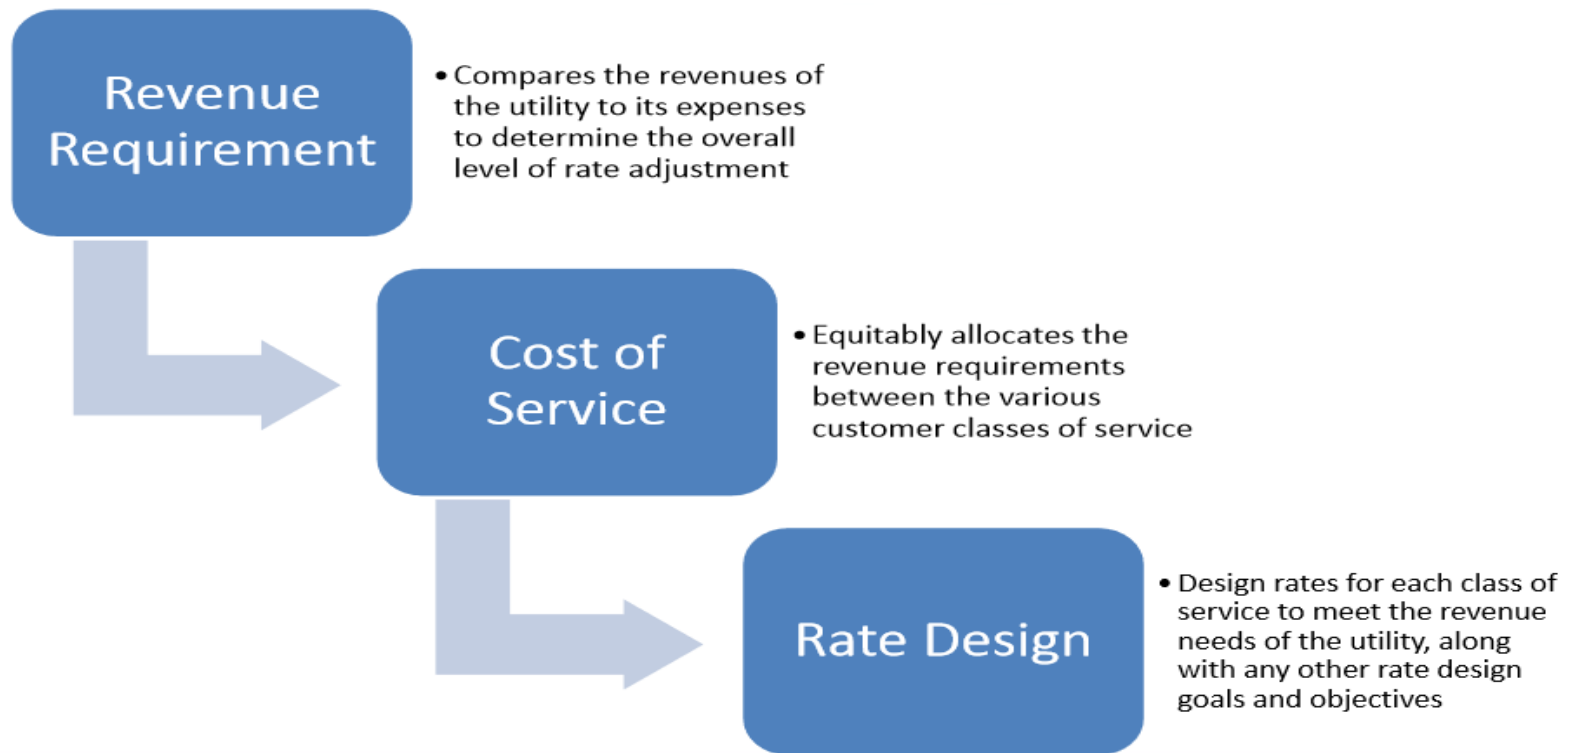 Revenue
Requirement
• Compares the revenues of
the utility to its expenses
to determine the overall
level of rate adjustment
Cost of
Service
• Equitably allocates the
revenue requirements
between the various
customer classes of service
Rate Design
• Design rates for each class of
service to meet the revenue
needs of the utility, along
with any other rate design
goals and objectives